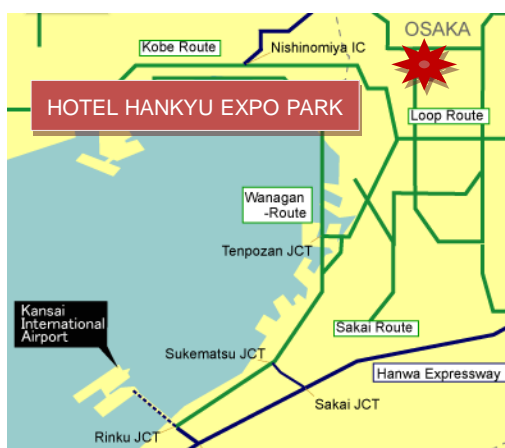 OSAKA
Kobe Route
Nishinomiya IC
HOTEL HANKYU EXPO PARK
Loop Route
Wanagan
-Route
Tenpozan JCT
Kansai
International
Airport
Sakai Route
Sukematsu JCT
Hanwa Expressway
Sakai JCT
Rinku JCT